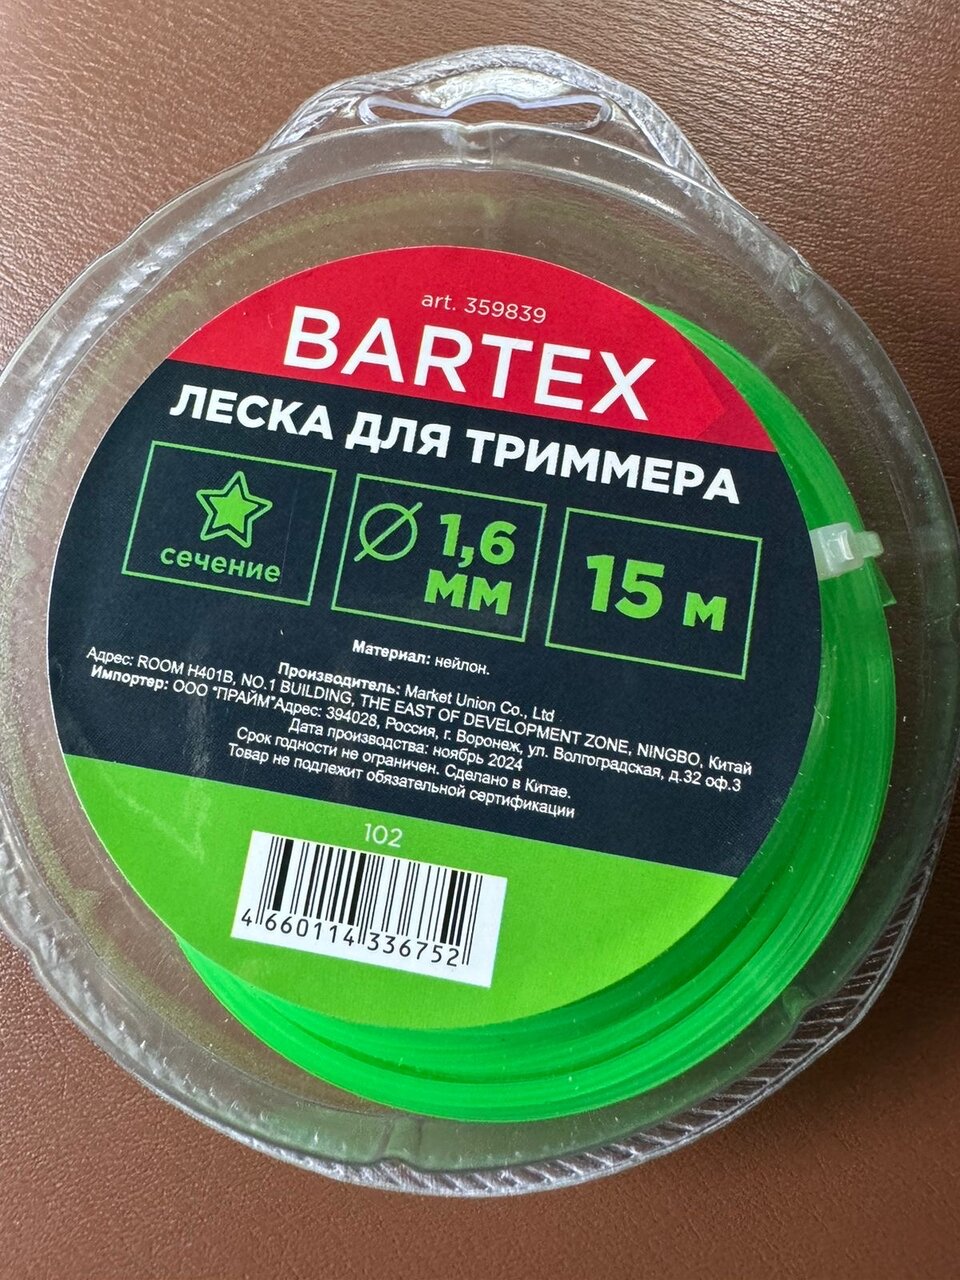 art. 359839
BARTEX
ЛЕСКА ДЛЯ ТРИММЕРА
сечение
1,6
мм
15 м
Материал: нейлон.
Производитель: Market Union Co., Ltd
Адрес: ROOM H401B, NO.1 BUILDING, THE EAST OF DEVELOPMENT ZONE, NINGBO, Китай
Импортер: ООО "ПРАЙМ"Адрес: 394028, Россия, г. Воронеж, ул. Волгоградская, д.32 оф.3
Дата производства: ноябрь 2024
Срок годности не ограничен. Сделано в Китае.
Товар не подлежит обязательной сертификации
102
4 660114 336752